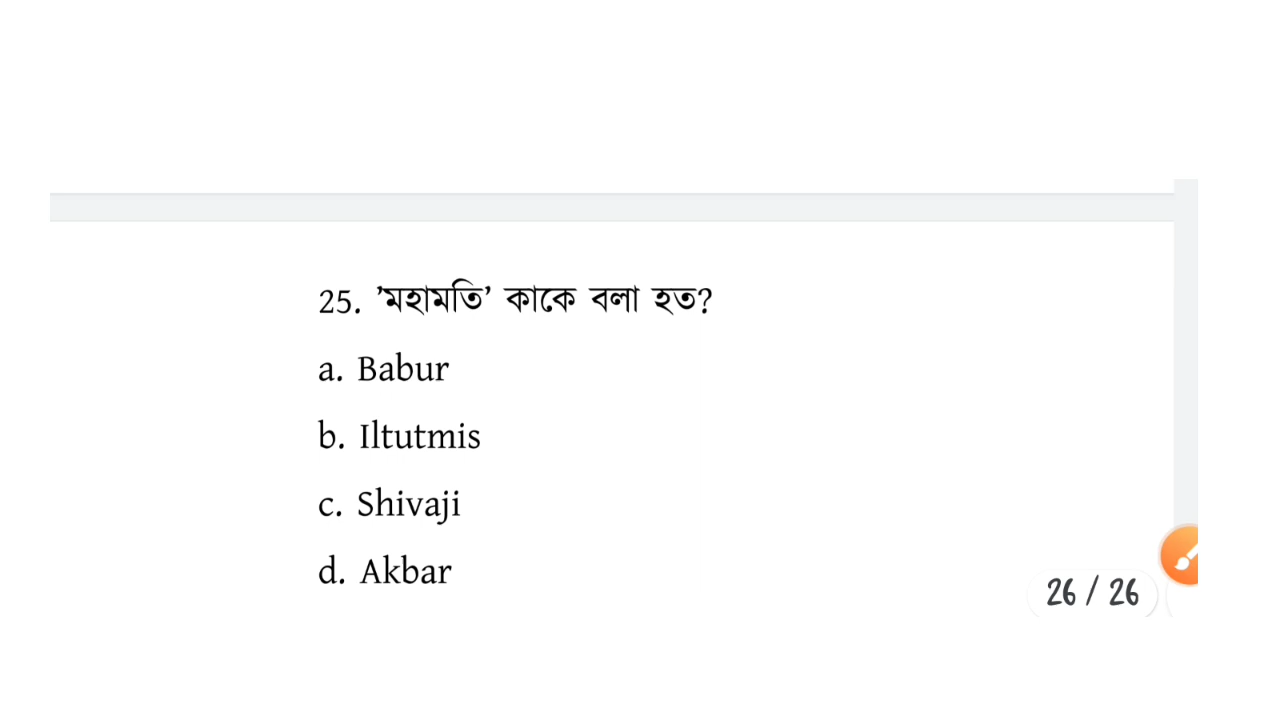 25. ’মহামতি’ কাকে বলা হত?
a. Babur
b. Iltutmis
c. Shivaji
d. Akbar
26 / 26